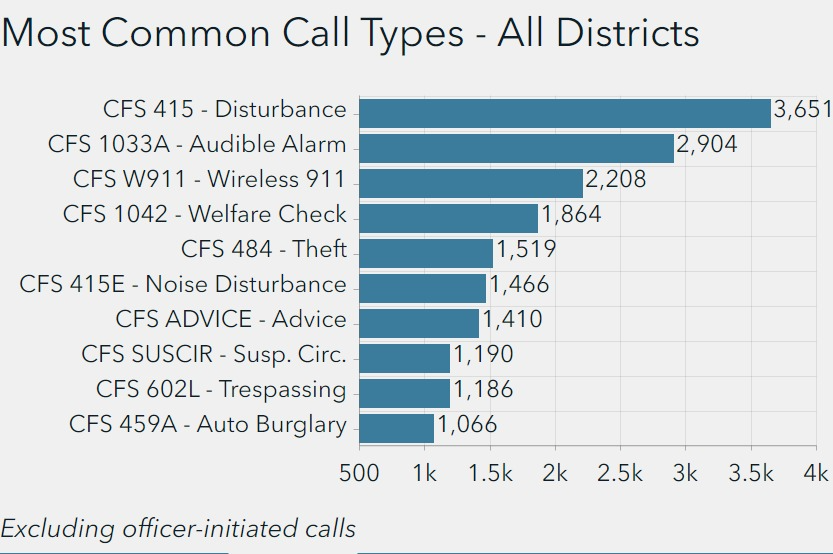 Most Common Call Types - All Districts
CFS 415 - Disturbance 3,651
CFS 1033A - Audible Alarm 2,904
CFS W911 - Wireless 911 2,208
CFS 1042 - Welfare Check 1,864
CFS 484 - Theft 1,519
CFS 415E - Noise Disturbance 1,466
CFS ADVICE - Advice 1,410
CFS SUSCIR - Susp. Circ. 1,190
CFS 602L - Trespassing 1,186
CFS 459A - Auto Burglary 1,066
500 1k 1.5k 2k 2.5k 3k 3.5k 4k
Excluding officer-initiated calls